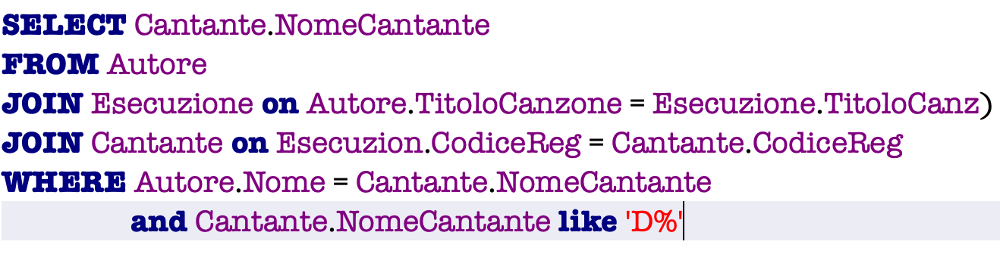 SELECT Cantante.NomeCantante
FROM Autore
JOIN Esecuzione on Autore.TitoloCanzone = Esecuzione.TitoloCanz)
JOIN Cantante on Esecuzion.CodiceReg = Cantante.CodiceReg
WHERE Autore.Nome = Cantante.NomeCantante
and Cantante.NomeCantante like 'D%'